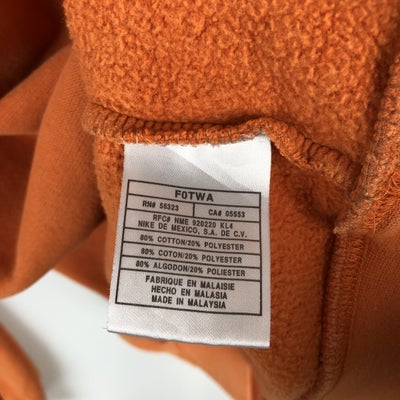 F0TWA
RN# 56323 CA# 05553
RFC# NME 920220 KL4
NIKE DE MEXICO, S.A. DE C.V.
80% COTTON/20% POLYESTER
80% COTON/20% POLYESTER
80% ALGODON/20% POLIESTER
FABRIQUE EN MALAISIE
HECHO EN MALASIA
MADE IN MALAYSIA